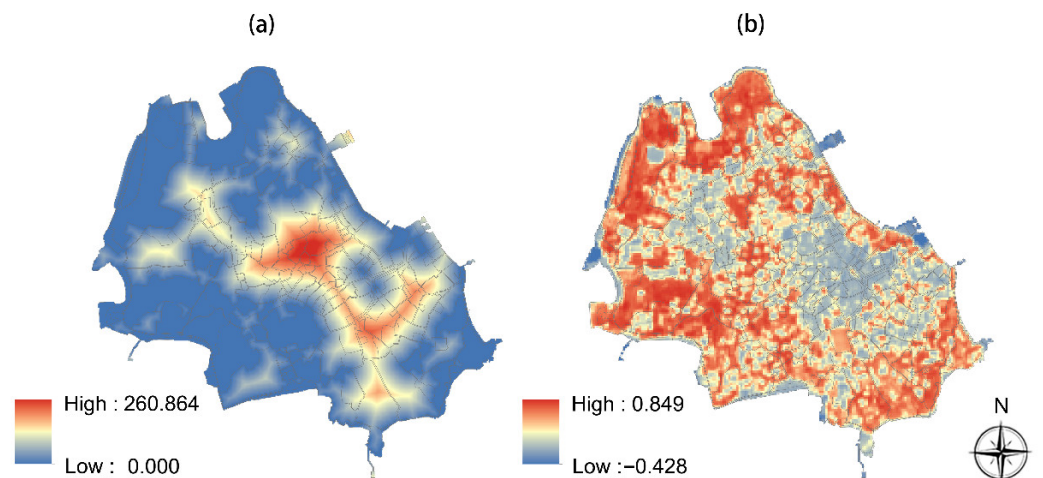 (a)
(b)
High : 260.864
Low : 0.000
High : 0.849
Low : −0.428
N